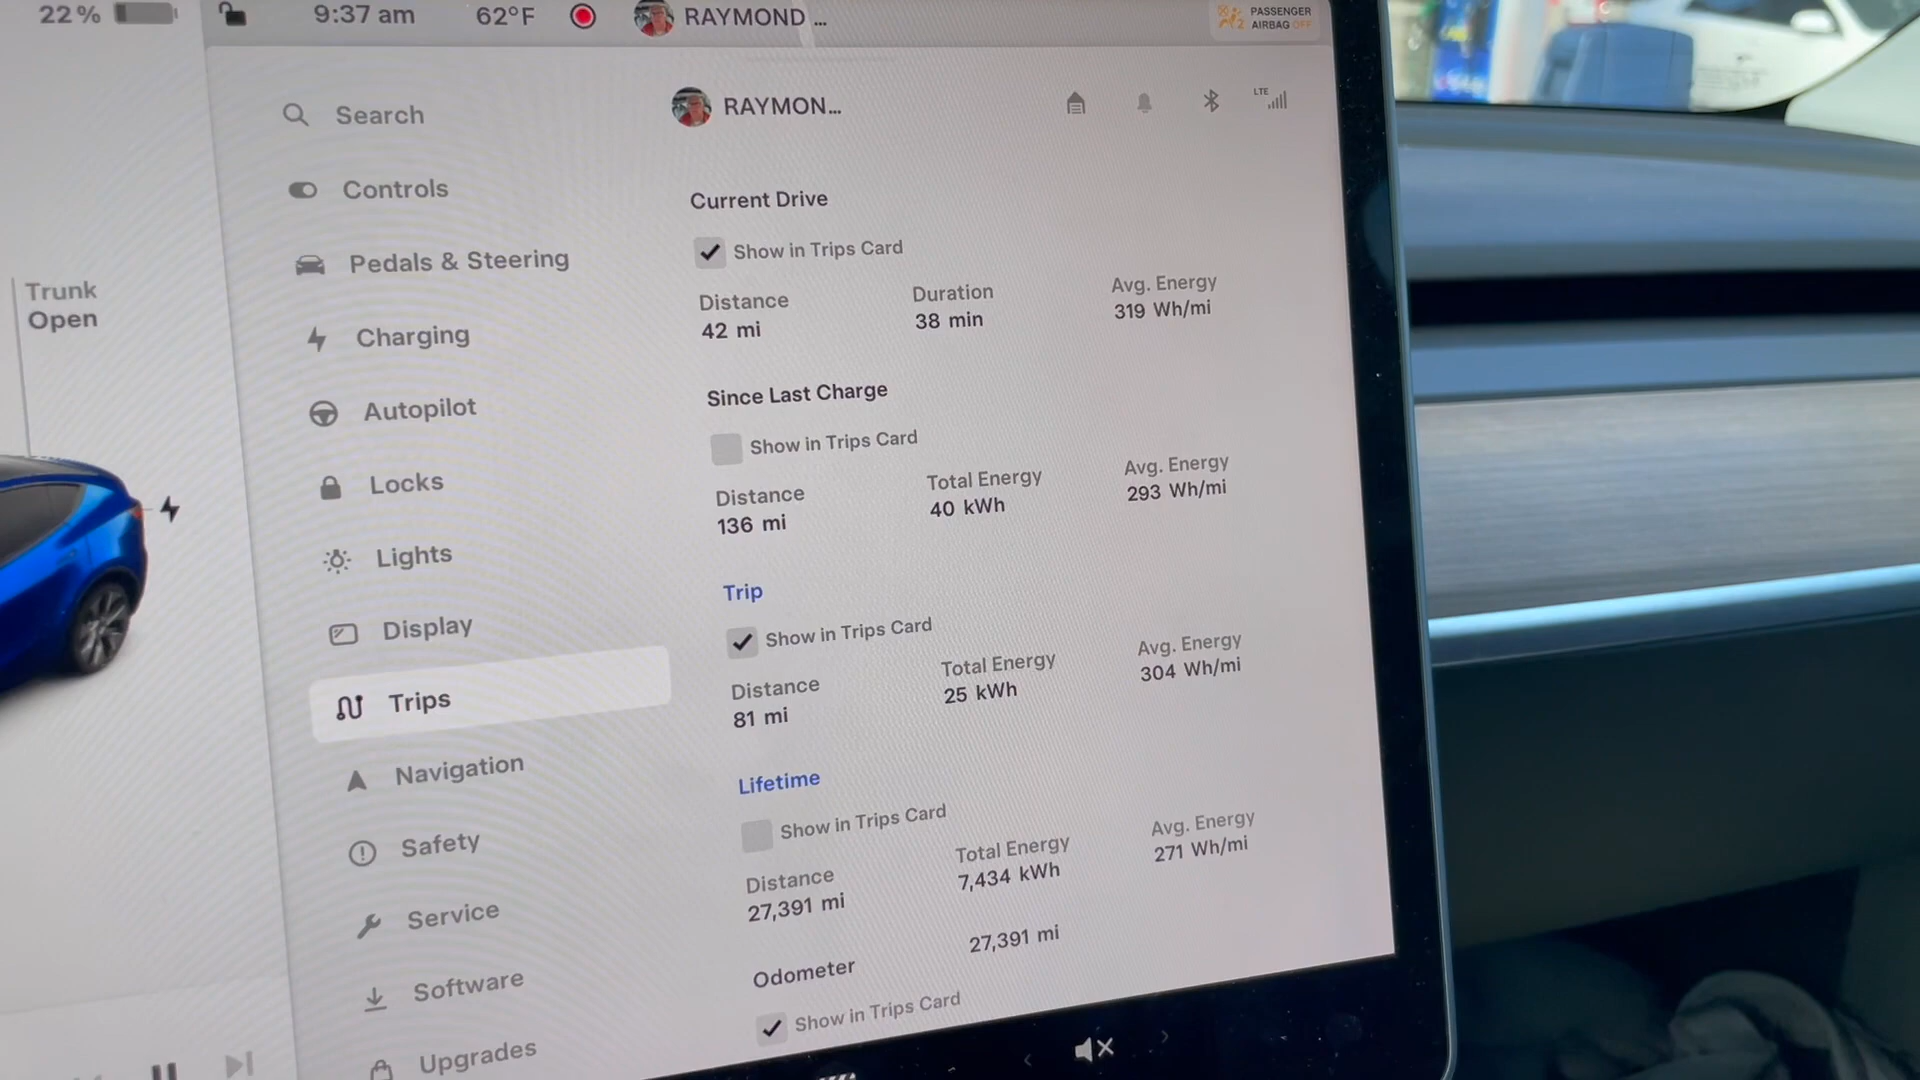 22 %
9:37 am
62°F
RAYMOND ...
PASSENGER
AIRBAG OFF
Trunk
Open
Search
Controls
Pedals & Steering
Charging
Autopilot
Locks
Lights
Display
Trips
Navigation
Safety
Service
Software
Upgrades
RAYMON...
LTE
Current Drive
Show in Trips Card
Distance
42 mi
Duration
38 min
Avg. Energy
319 Wh/mi
Since Last Charge
Show in Trips Card
Distance
136 mi
Total Energy
40 kWh
Avg. Energy
293 Wh/mi
Trip
Show in Trips Card
Distance
81 mi
Total Energy
25 kWh
Avg. Energy
304 Wh/mi
Lifetime
Show in Trips Card
Distance
27,391 mi
Total Energy
7,434 kWh
Avg. Energy
271 Wh/mi
Odometer
27,391 mi
Show in Trips Card